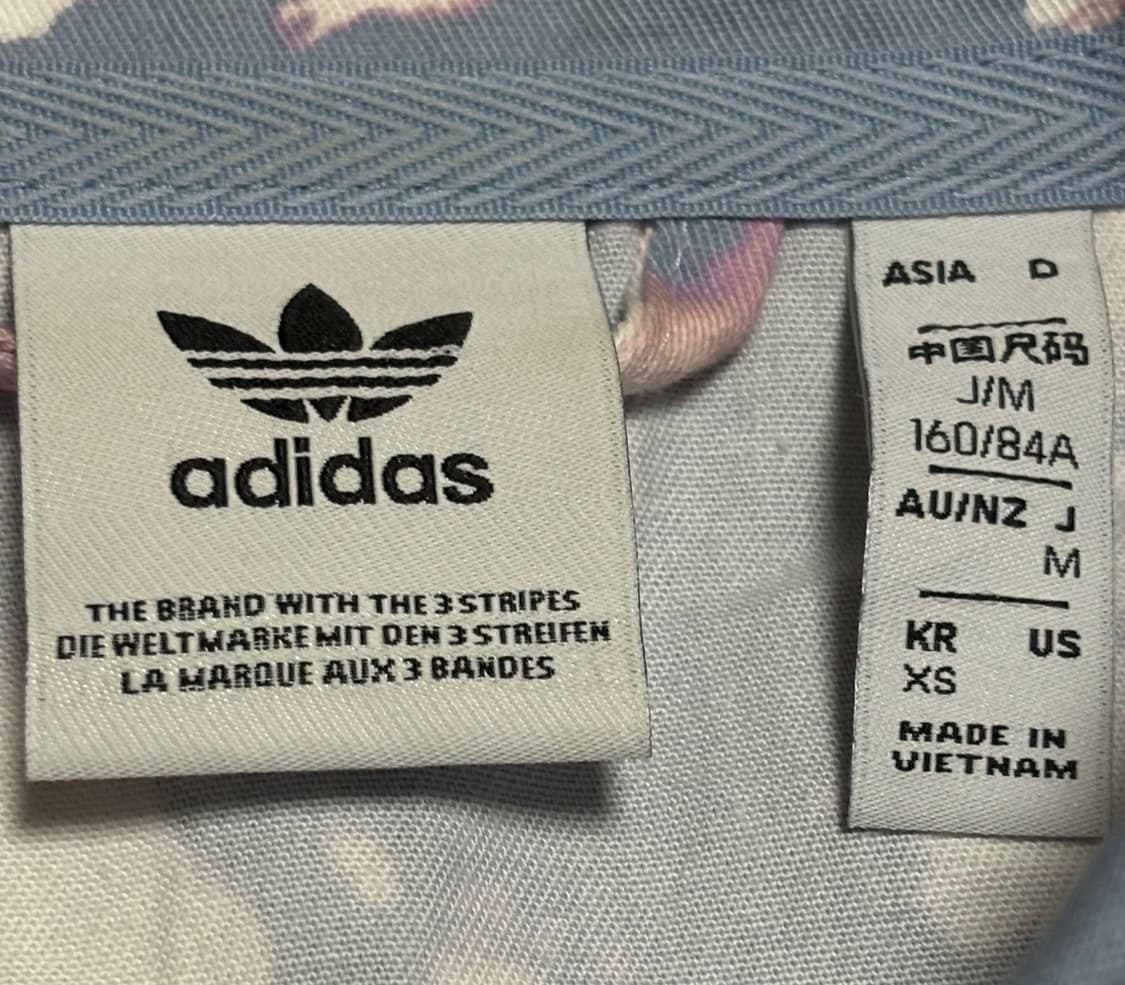 adidas
THE BRAND WITH THE 3 STRIPES
DIE WELTMARKE MIT DEN 3 STREIFEN
LA MARQUE AUX 3 BANDES
ASIA D
中国尺码
J/M
160/84A
AU/NZ J
M
KR US
XS
MADE IN
VIETNAM